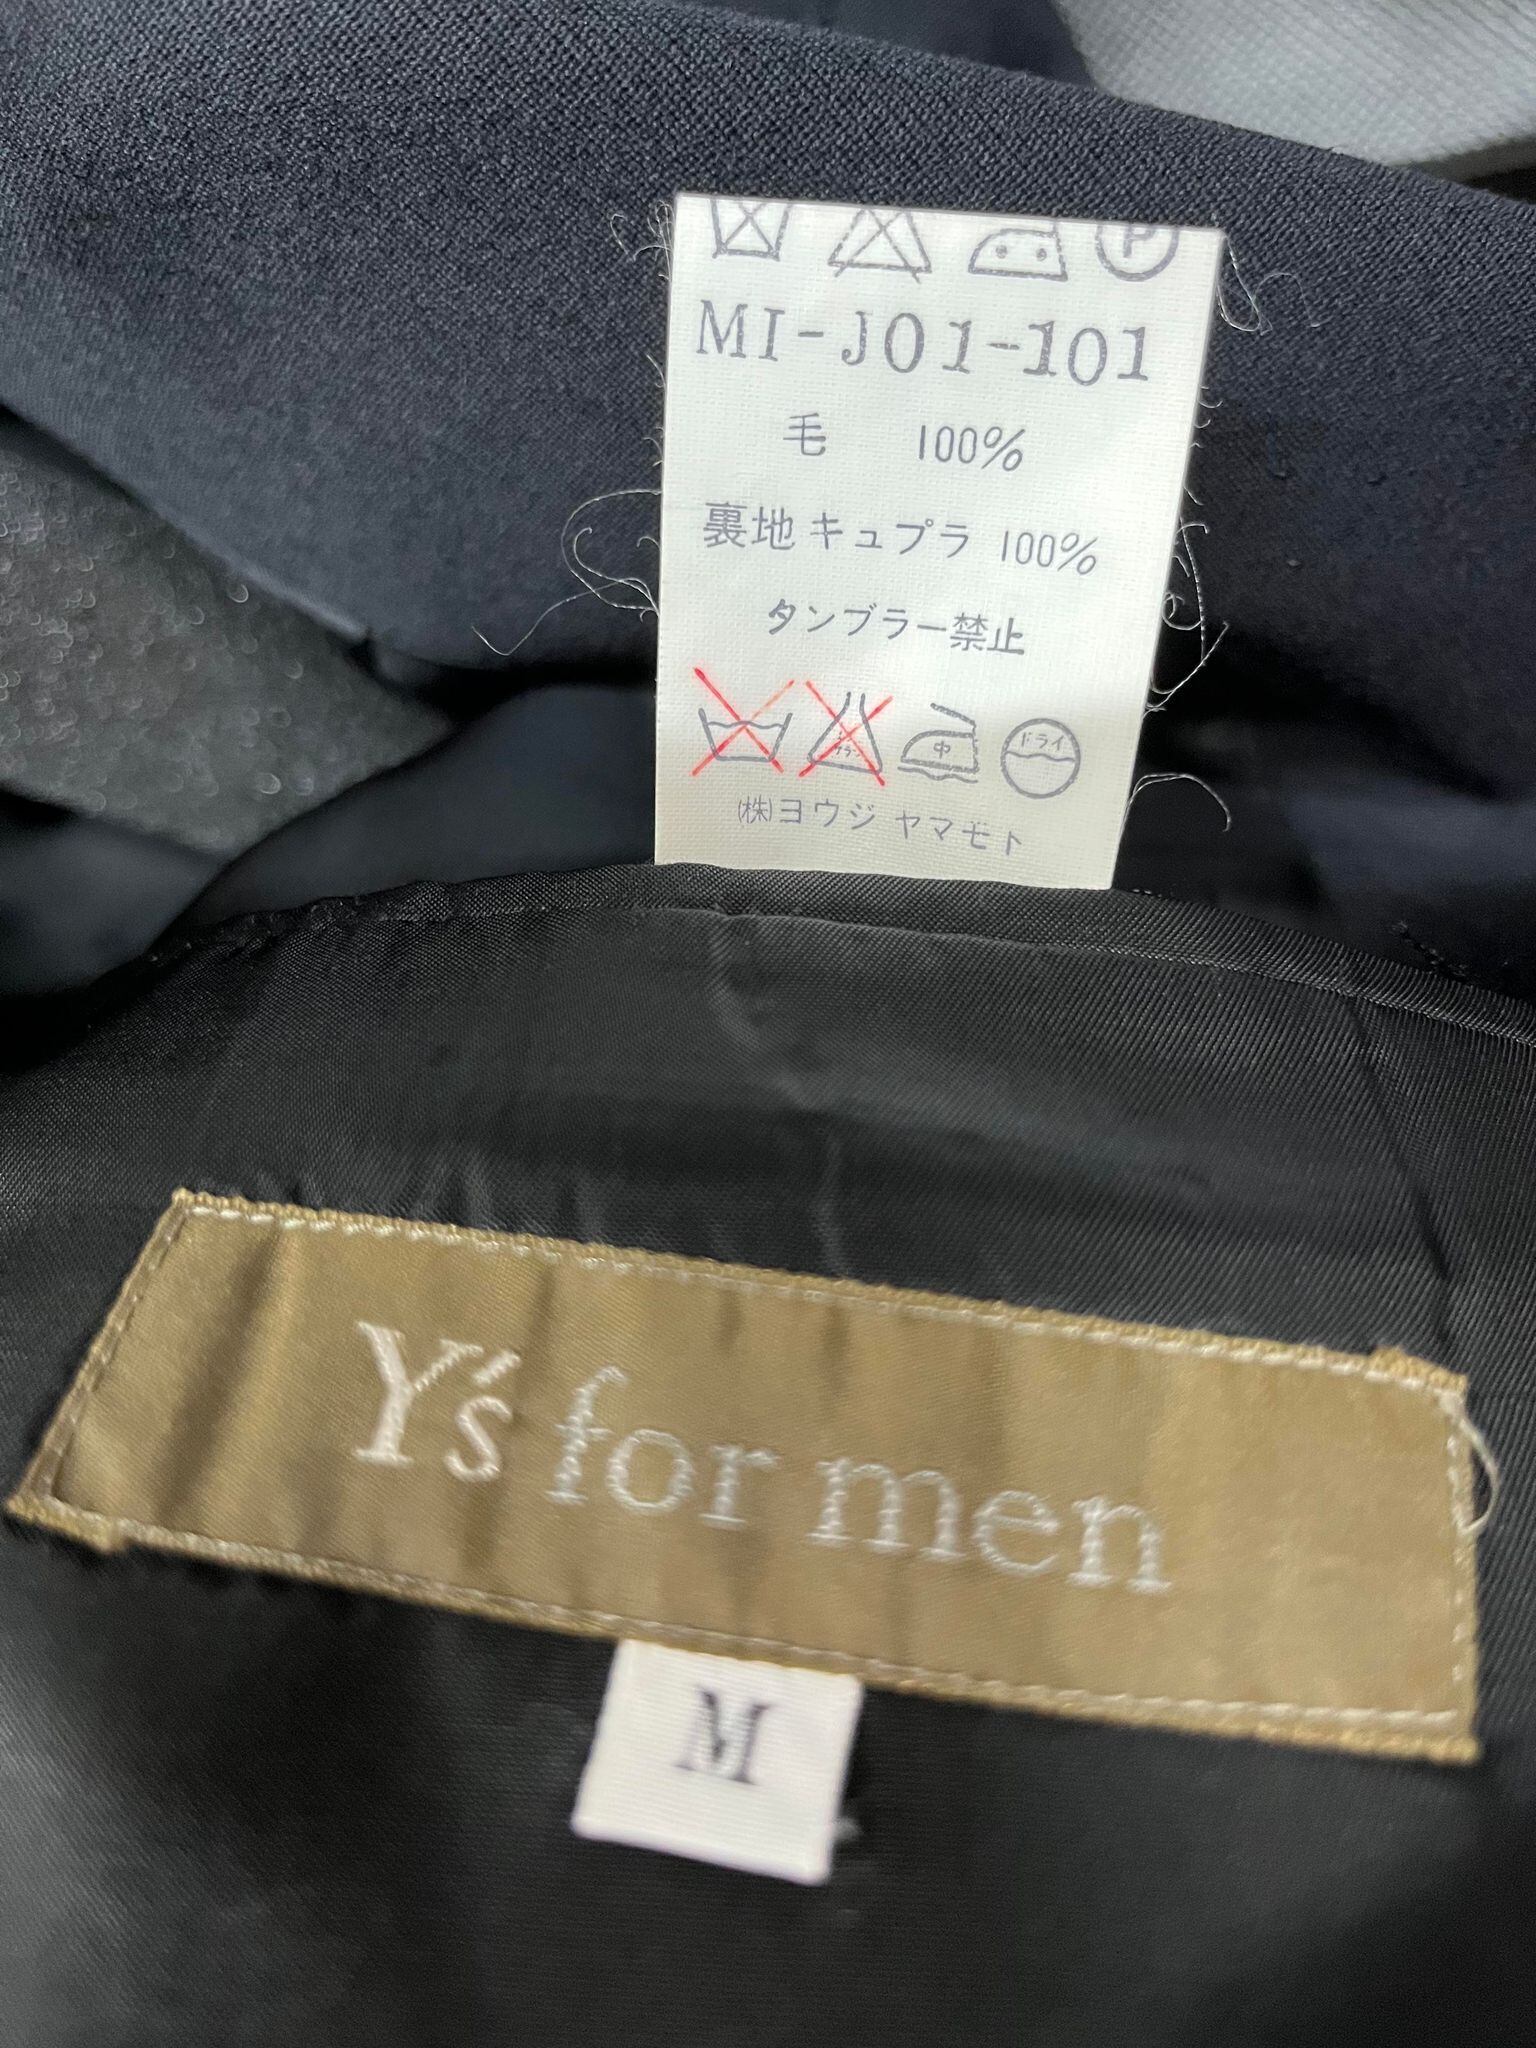 P
MI-J01-101
毛 100%
裏地 キュプラ 100%
タンブラー禁止
中 ドライ
(株)ヨウジ ヤマモト
Y's for men
M